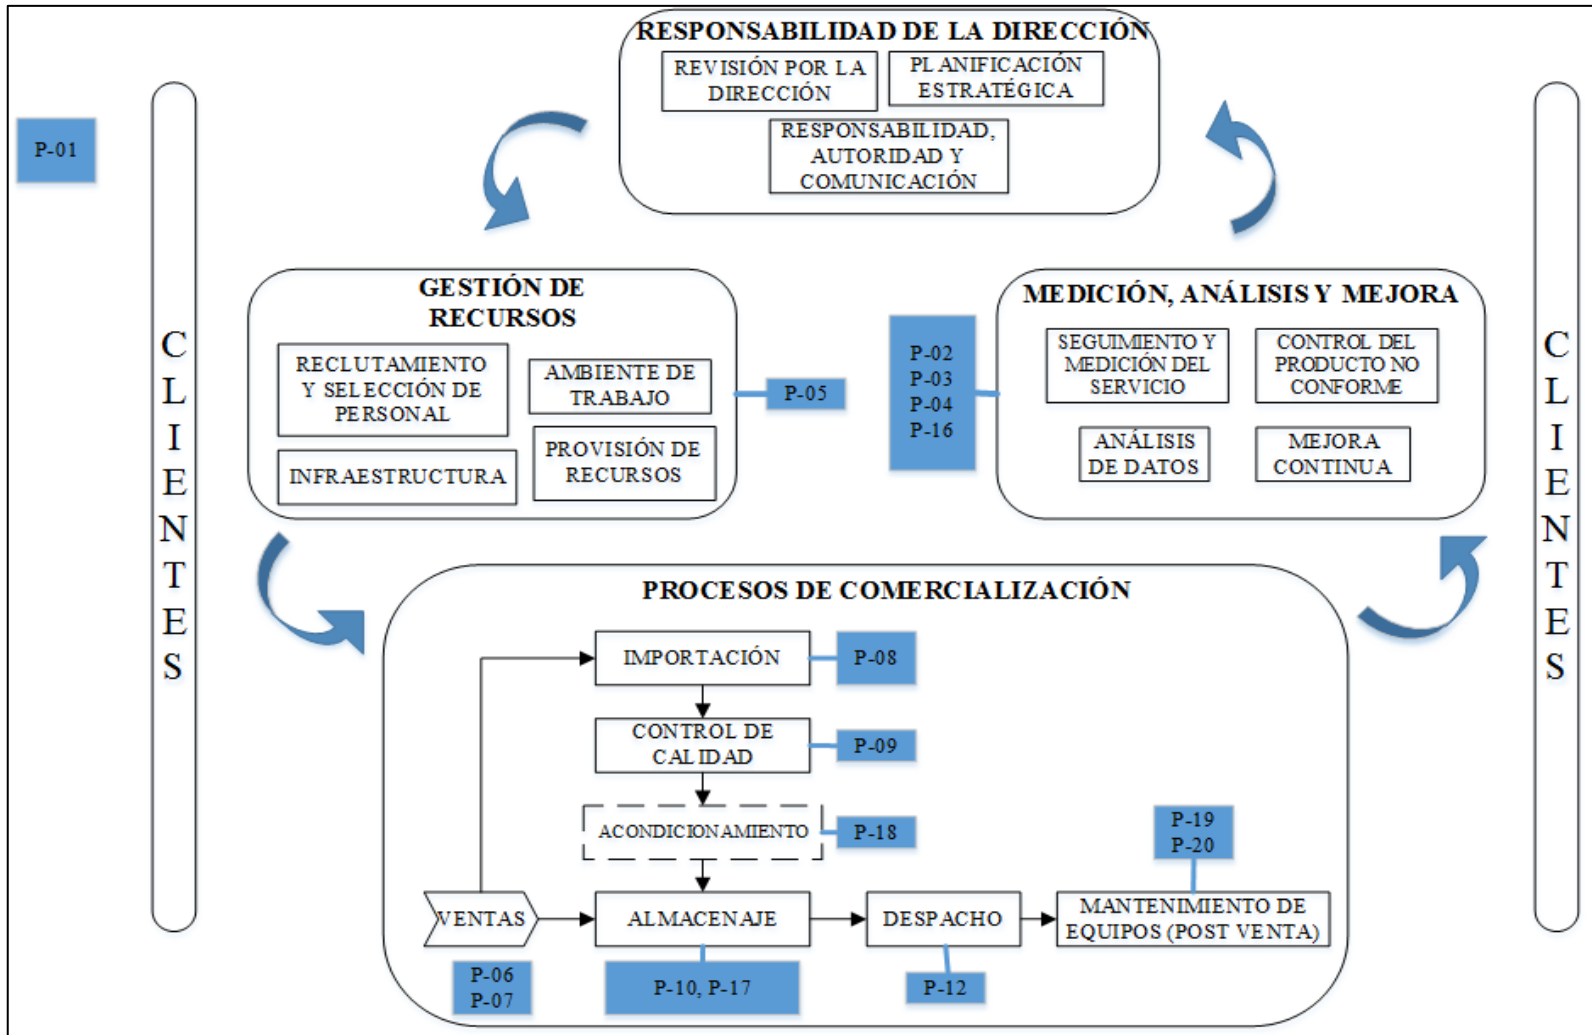 RESPONSABILIDAD DE LA DIRECCIÓN
REVISIÓN POR LA
DIRECCIÓN
PLANIFICACIÓN
ESTRATÉGICA
RESPONSABILIDAD,
AUTORIDAD Y
COMUNICACIÓN
P-01
CLIENTES
GESTIÓN DE
RECURSOS
RECLUTAMIENTO
Y SELECCIÓN DE
PERSONAL
AMBIENTE DE
TRABAJO
INFRAESTRUCTURA
PROVISIÓN DE
RECURSOS
P-05
P-02
P-03
P-04
P-16
MEDICIÓN, ANÁLISIS Y MEJORA
SEGUIMIENTO Y
MEDICIÓN DEL
SERVICIO
CONTROL DEL
PRODUCTO NO
CONFORME
ANÁLISIS
DE DATOS
MEJORA
CONTINUA
CLIENTES
PROCESOS DE COMERCIALIZACIÓN
IMPORTACIÓN
P-08
CONTROL DE
CALIDAD
P-09
ACONDICIONAMIENTO
P-18
P-19
P-20
VENTAS
ALMACENAJE
DESPACHO
MANTENIMIENTO DE
EQUIPOS (POST VENTA)
P-06
P-07
P-10, P-17
P-12